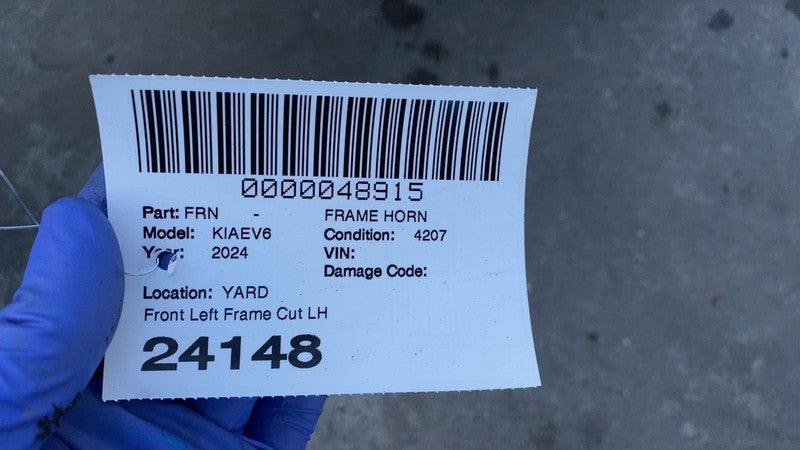 0000048915
Part: FRN - FRAME HORN
Model: KIAEV6 Condition: 4207
Year: 2024 VIN:
Damage Code:
Location: YARD
Front Left Frame Cut LH
24148